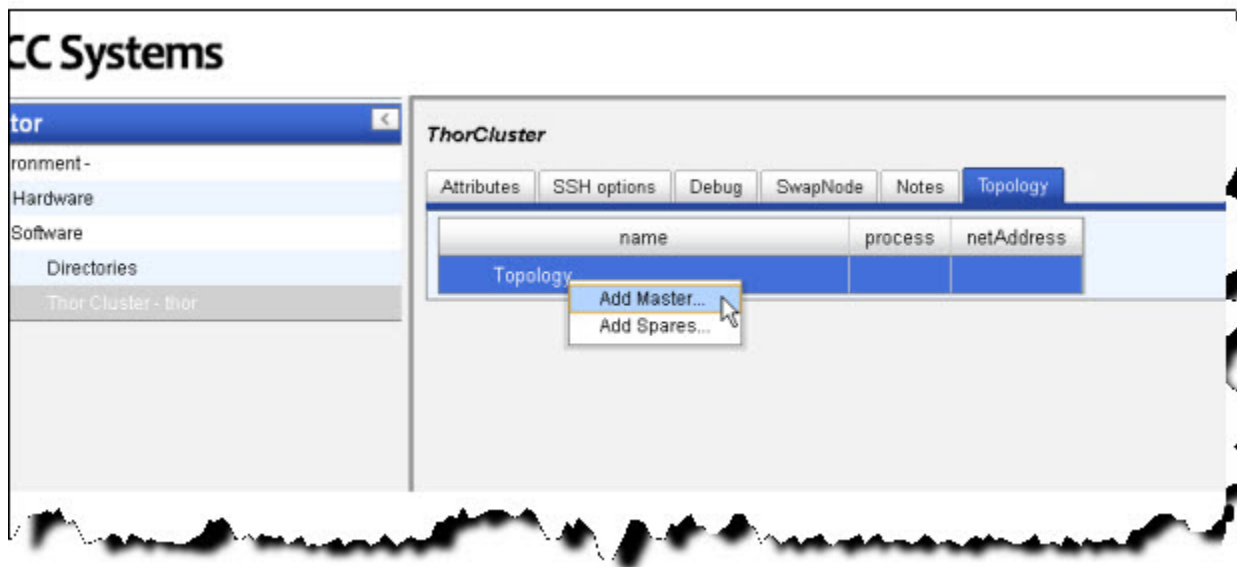 CC Systems
tor
ronment -
Hardware
Software
Directories
Thor Cluster - thor
ThorCluster
Attributes SSH options Debug SwapNode Notes Topology
name process netAddress
Topology
Add Master...
Add Spares...